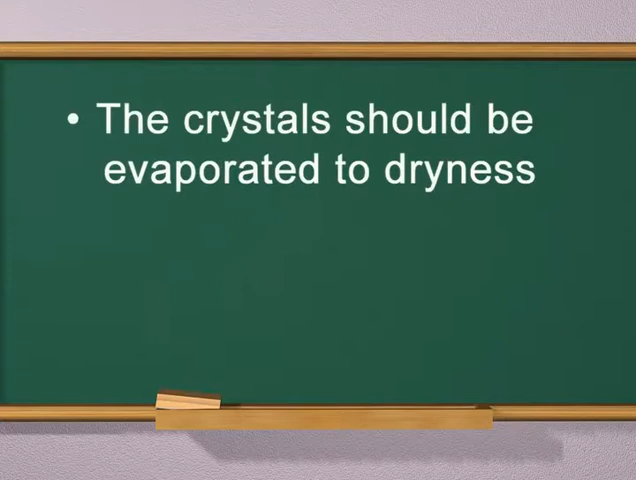 • The crystals should be
evaporated to dryness